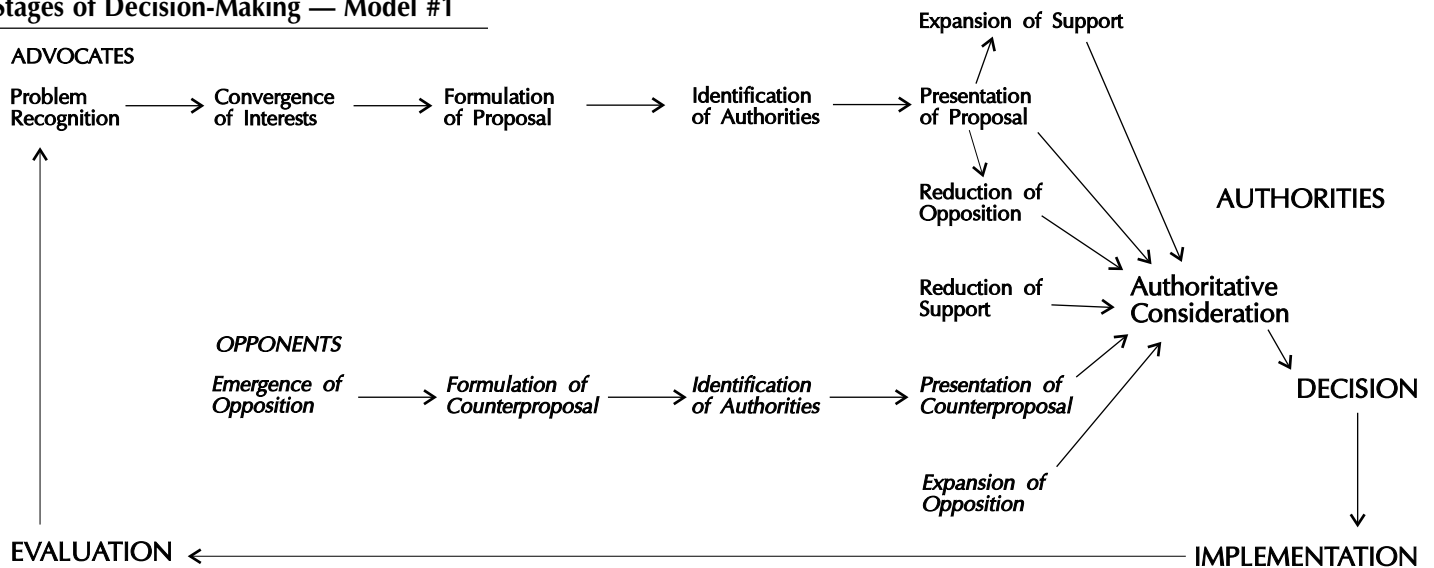 Stages of Decision-Making — Model #1
Expansion of Support
ADVOCATES
Problem
Recognition
Convergence
of Interests
Formulation
of Proposal
Identification
of Authorities
Presentation
of Proposal
Reduction of
Opposition
AUTHORITIES
Reduction of
Support
Authoritative
Consideration
OPPONENTS
Emergence of
Opposition
Formulation of
Counterproposal
Identification
of Authorities
Presentation of
Counterproposal
DECISION
Expansion of
Opposition
EVALUATION
IMPLEMENTATION